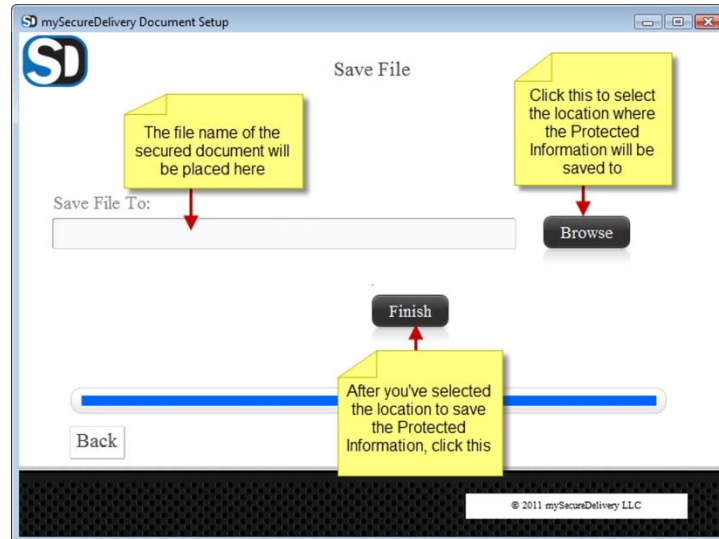 SD mySecureDelivery Document Setup
SD
Save File
Click this to select
the location where
the Protected
Information will be
saved to
The file name of the
secured document will
be placed here
Save File To:
Browse
Finish
After you've selected
the location to save
the Protected
Information, click this
Back
© 2011 mySecureDelivery LLC